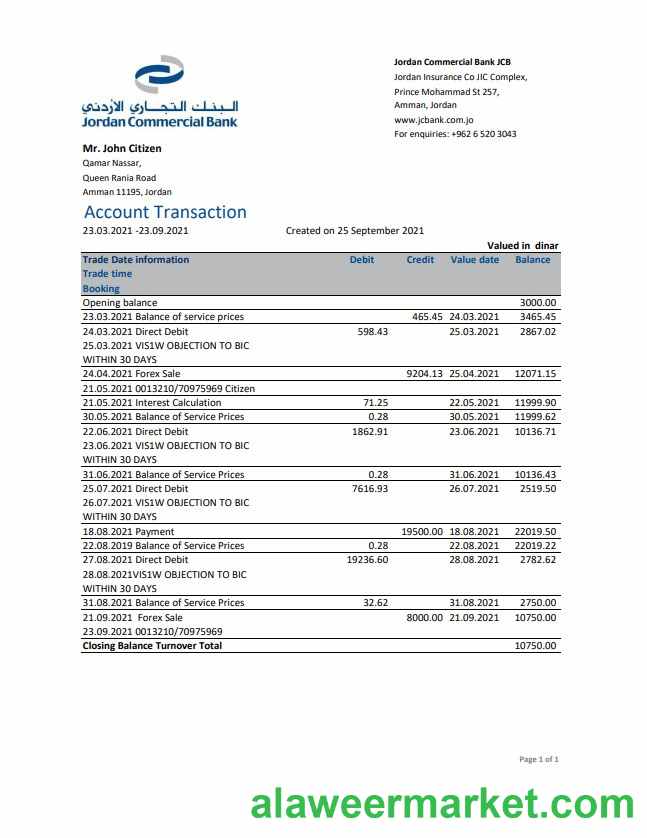 البنك التجاري الأردني
Jordan Commercial Bank
Jordan Commercial Bank JCB
Jordan Insurance Co JIC Complex,
Prince Mohammad St 257,
Amman, Jordan
www.jcbank.com.jo
For enquiries: +962 6 520 3043
Mr. John Citizen
Qamar Nassar,
Queen Rania Road
Amman 11195, Jordan
Account Transaction
23.03.2021 -23.09.2021 Created on 25 September 2021
Valued in dinar
Trade Date information Debit Credit Value date Balance
Trade time
Booking
Opening balance 3000.00
23.03.2021 Balance of service prices 465.45 24.03.2021 3465.45
24.03.2021 Direct Debit 598.43 25.03.2021 2867.02
25.03.2021 VIS1W OBJECTION TO BIC
WITHIN 30 DAYS
24.04.2021 Forex Sale 9204.13 25.04.2021 12071.15
21.05.2021 0013210/70975969 Citizen
21.05.2021 Interest Calculation 71.25 22.05.2021 11999.90
30.05.2021 Balance of Service Prices 0.28 30.05.2021 11999.62
22.06.2021 Direct Debit 1862.91 23.06.2021 10136.71
23.06.2021 VIS1W OBJECTION TO BIC
WITHIN 30 DAYS
31.06.2021 Balance of Service Prices 0.28 31.06.2021 10136.43
25.07.2021 Direct Debit 7616.93 26.07.2021 2519.50
26.07.2021 VIS1W OBJECTION TO BIC
WITHIN 30 DAYS
18.08.2021 Payment 19500.00 18.08.2021 22019.50
22.08.2019 Balance of Service Prices 0.28 22.08.2021 22019.22
27.08.2021 Direct Debit 19236.60 28.08.2021 2782.62
28.08.2021VIS1W OBJECTION TO BIC
WITHIN 30 DAYS
31.08.2021 Balance of Service Prices 32.62 31.08.2021 2750.00
21.09.2021 Forex Sale 8000.00 21.09.2021 10750.00
23.09.2021 0013210/70975969
Closing Balance Turnover Total 10750.00
Page 1 of 1
alaweermarket.com